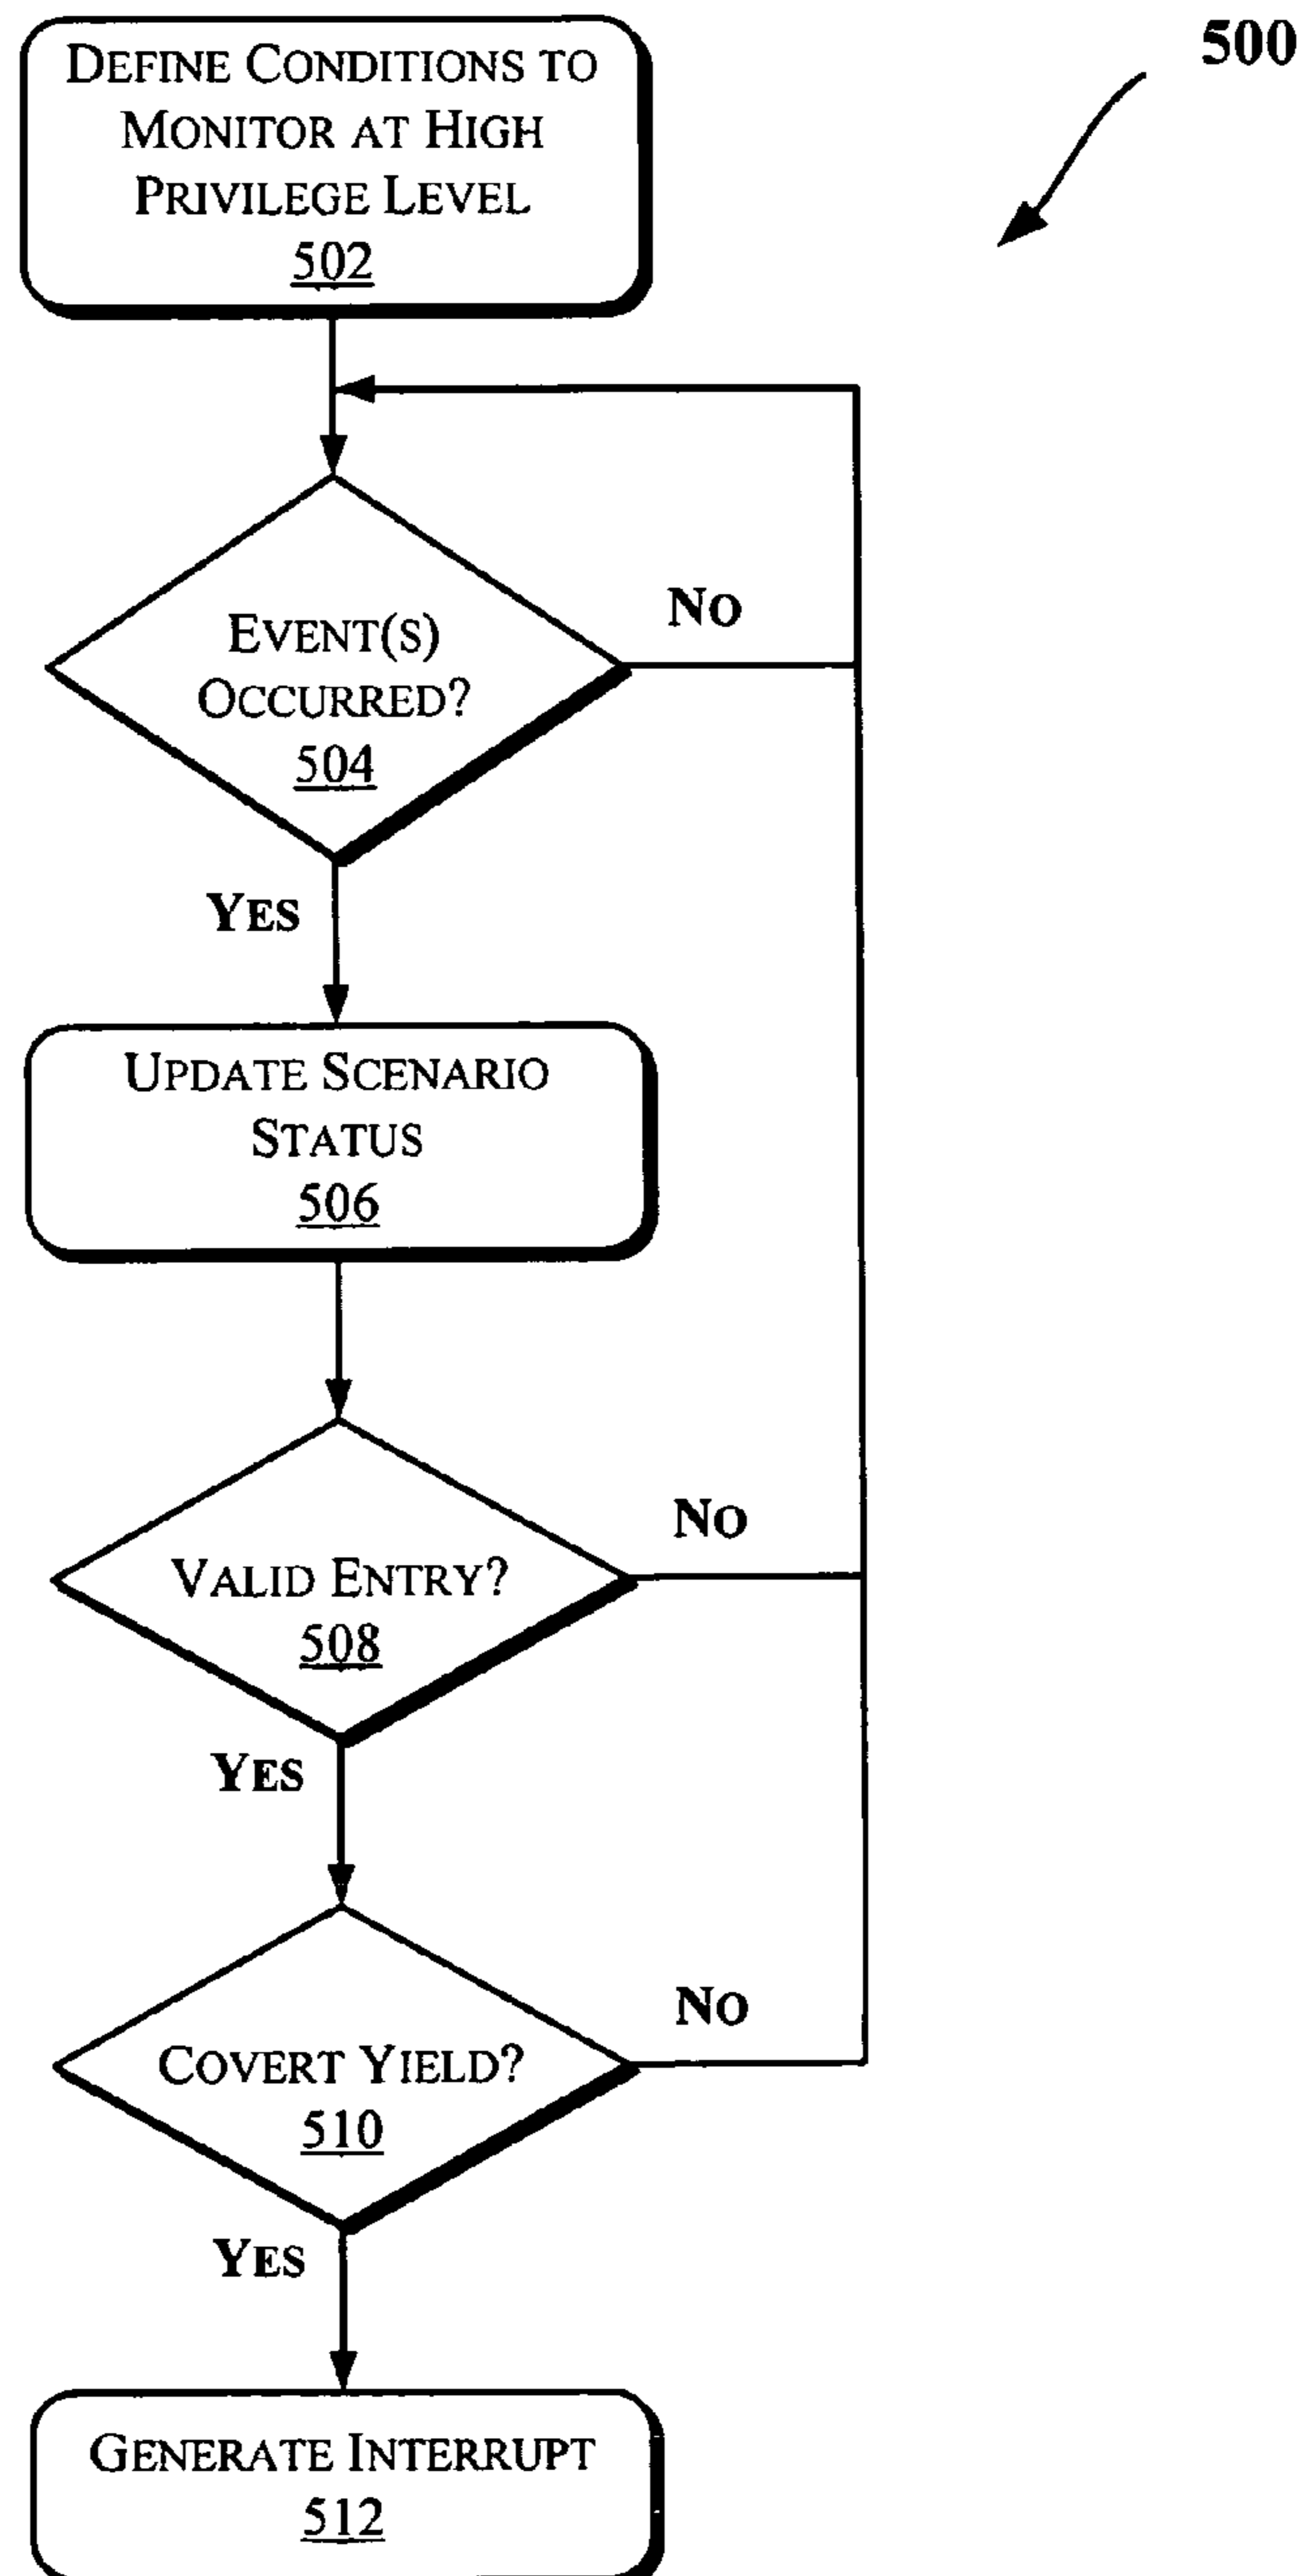 500
DEFINE CONDITIONS TO
MONITOR AT HIGH
PRIVILEGE LEVEL
502
EVENT(S)
OCCURRED?
504
NO
YES
UPDATE SCENARIO
STATUS
506
VALID ENTRY?
508
NO
YES
COVERT YIELD?
510
NO
YES
GENERATE INTERRUPT
512